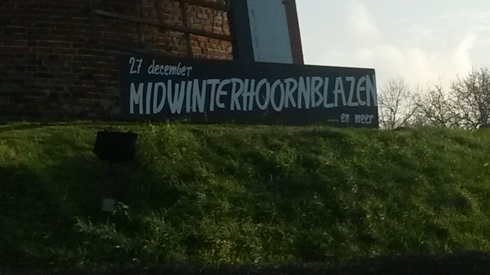 27 december
MIDWINTERHOORNBLAZEN
.... en meer